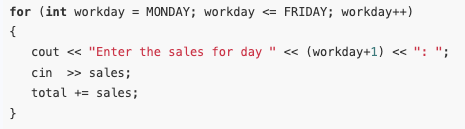 for (int workday = MONDAY; workday <= FRIDAY; workday++)
{
   cout << "Enter the sales for day " << (workday+1) << ": ";
   cin  >> sales;
   total += sales;
}